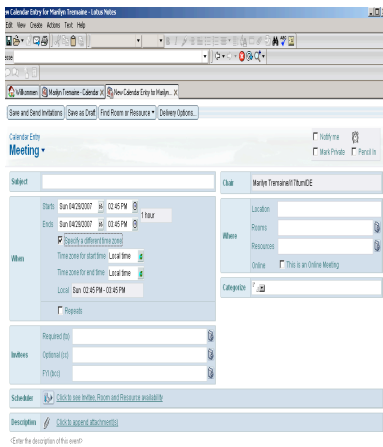 w Calendar Entry for Marilyn Tremaine - Lotus Notes
Edit View Create Actions Text Help
Willkommen Marilyn Tremaine - Calendar X New Calendar Entry for Marilyn... X
Save and Send Invitations Save as Draft Find Room or Resource Delivery Options...
Calendar Entry
Meeting
Notify me
Mark Private Pencil In
Subject
Chair Marilyn Tremaine/
When
Starts Sun 04/29/2007 02:45 PM
1 hour
Ends Sun 04/29/2007 03:45 PM
Specify a different time zone
Time zone for start time Local time
Time zone for end time Local time
Local Sun 02:45 PM - 03:45 PM
Repeats
Where
Location
Rooms
Resources
Online This is an Online Meeting
Categorize
Invitees
Required (to)
Optional (cc)
FYI (bcc)
Scheduler Click to see Invitee, Room and Resource availability
Description Click to append attachment(s)
<Enter the description of this event>